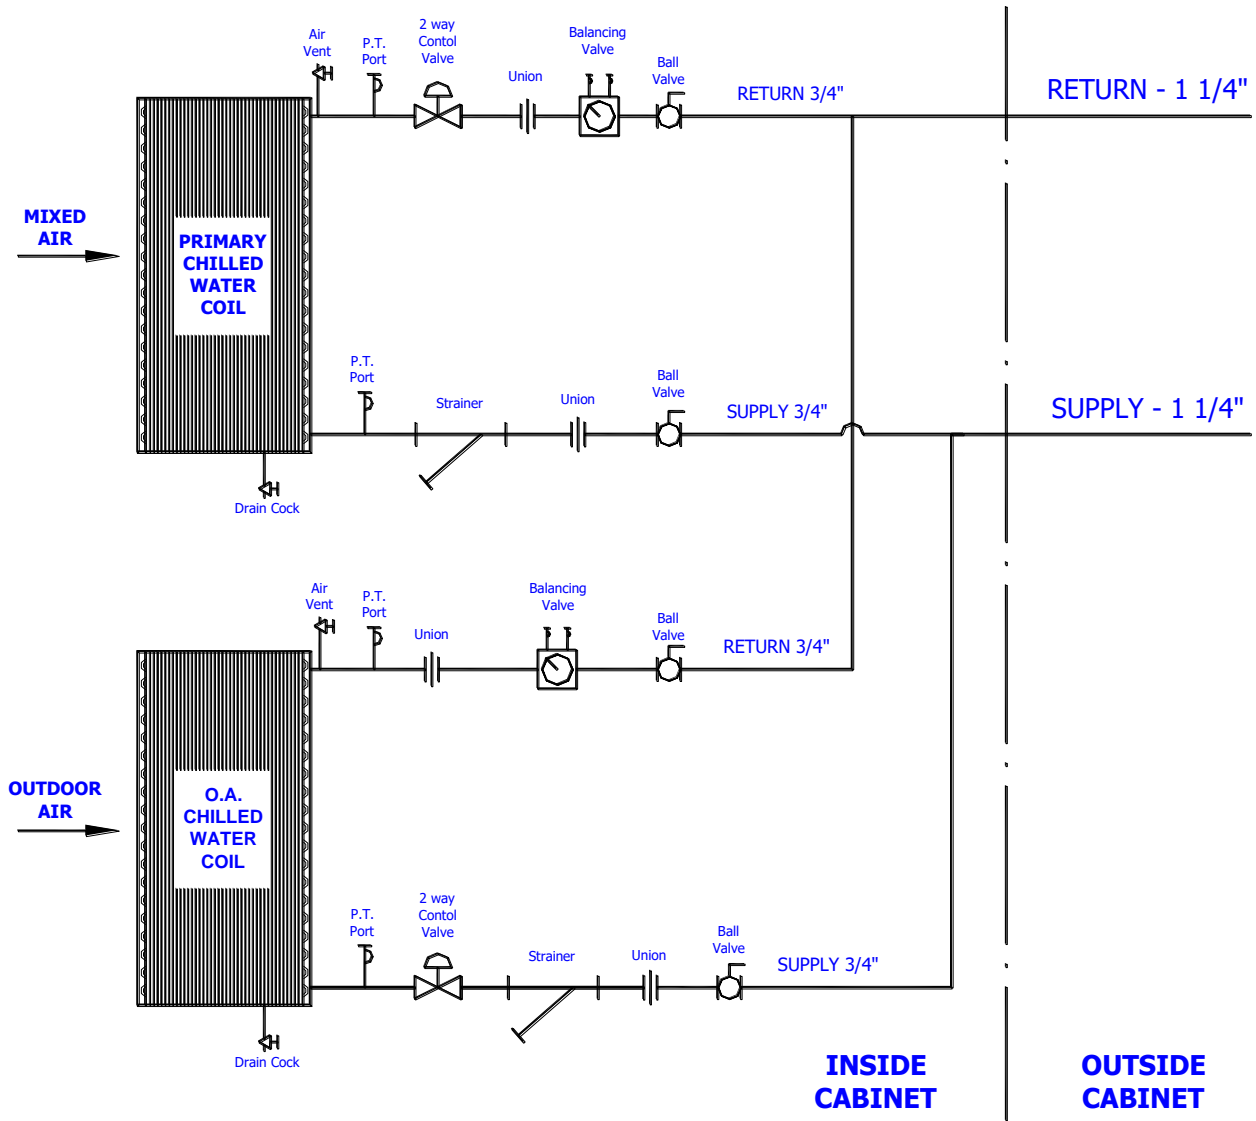 Air
Vent
P.T.
Port
2 way
Contol
Valve
Union
Balancing
Valve
Ball
Valve
RETURN 3/4"
RETURN - 1 1/4"
MIXED
AIR
PRIMARY
CHILLED
WATER
COIL
P.T.
Port
Strainer
Union
Ball
Valve
SUPPLY 3/4"
SUPPLY - 1 1/4"
Drain Cock
Air
Vent
P.T.
Port
Union
Balancing
Valve
Ball
Valve
RETURN 3/4"
OUTDOOR
AIR
O.A.
CHILLED
WATER
COIL
P.T.
Port
2 way
Contol
Valve
Strainer
Union
Ball
Valve
SUPPLY 3/4"
Drain Cock
INSIDE
CABINET
OUTSIDE
CABINET